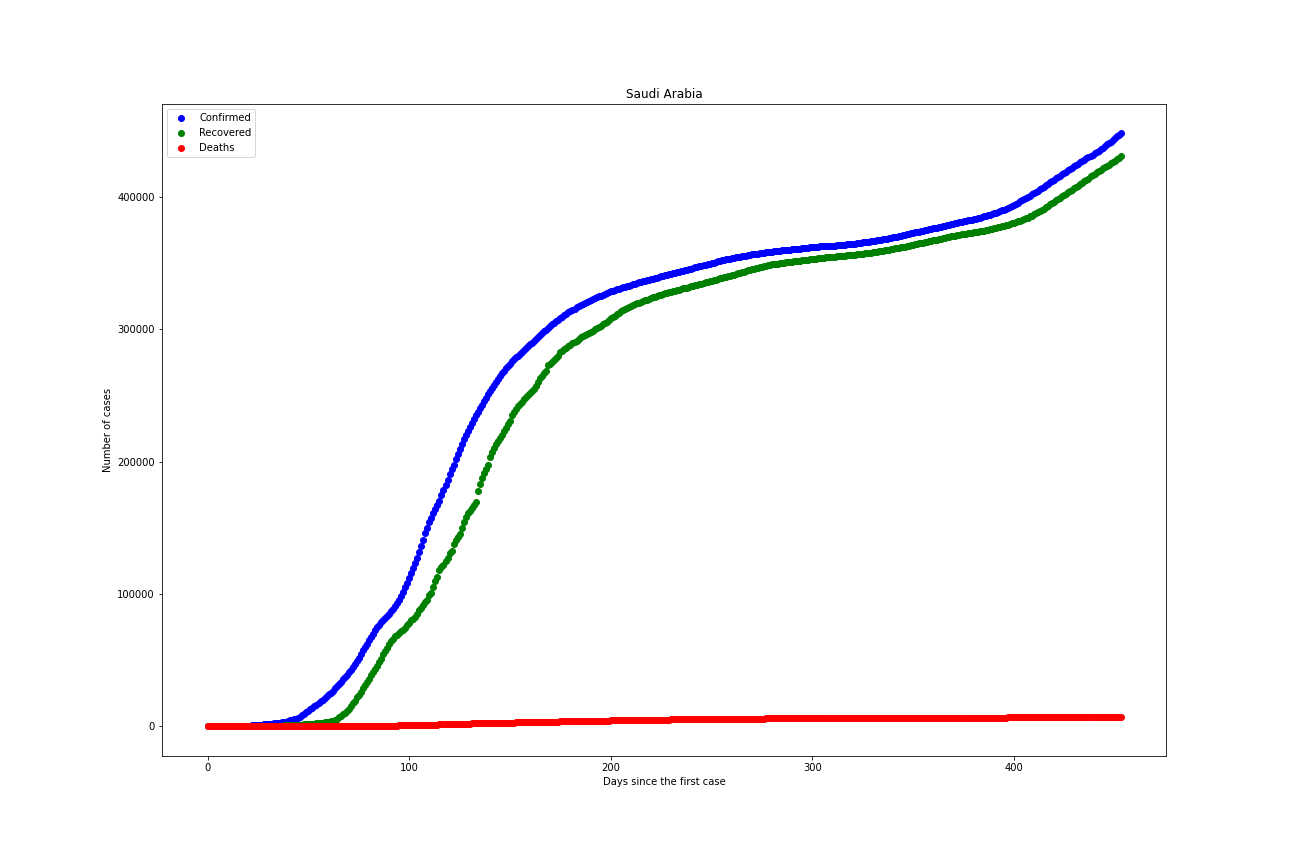 Saudi Arabia
Confirmed
Recovered
Deaths
Number of cases
400000
300000
200000
100000
0
0 100 200 300 400
Days since the first case